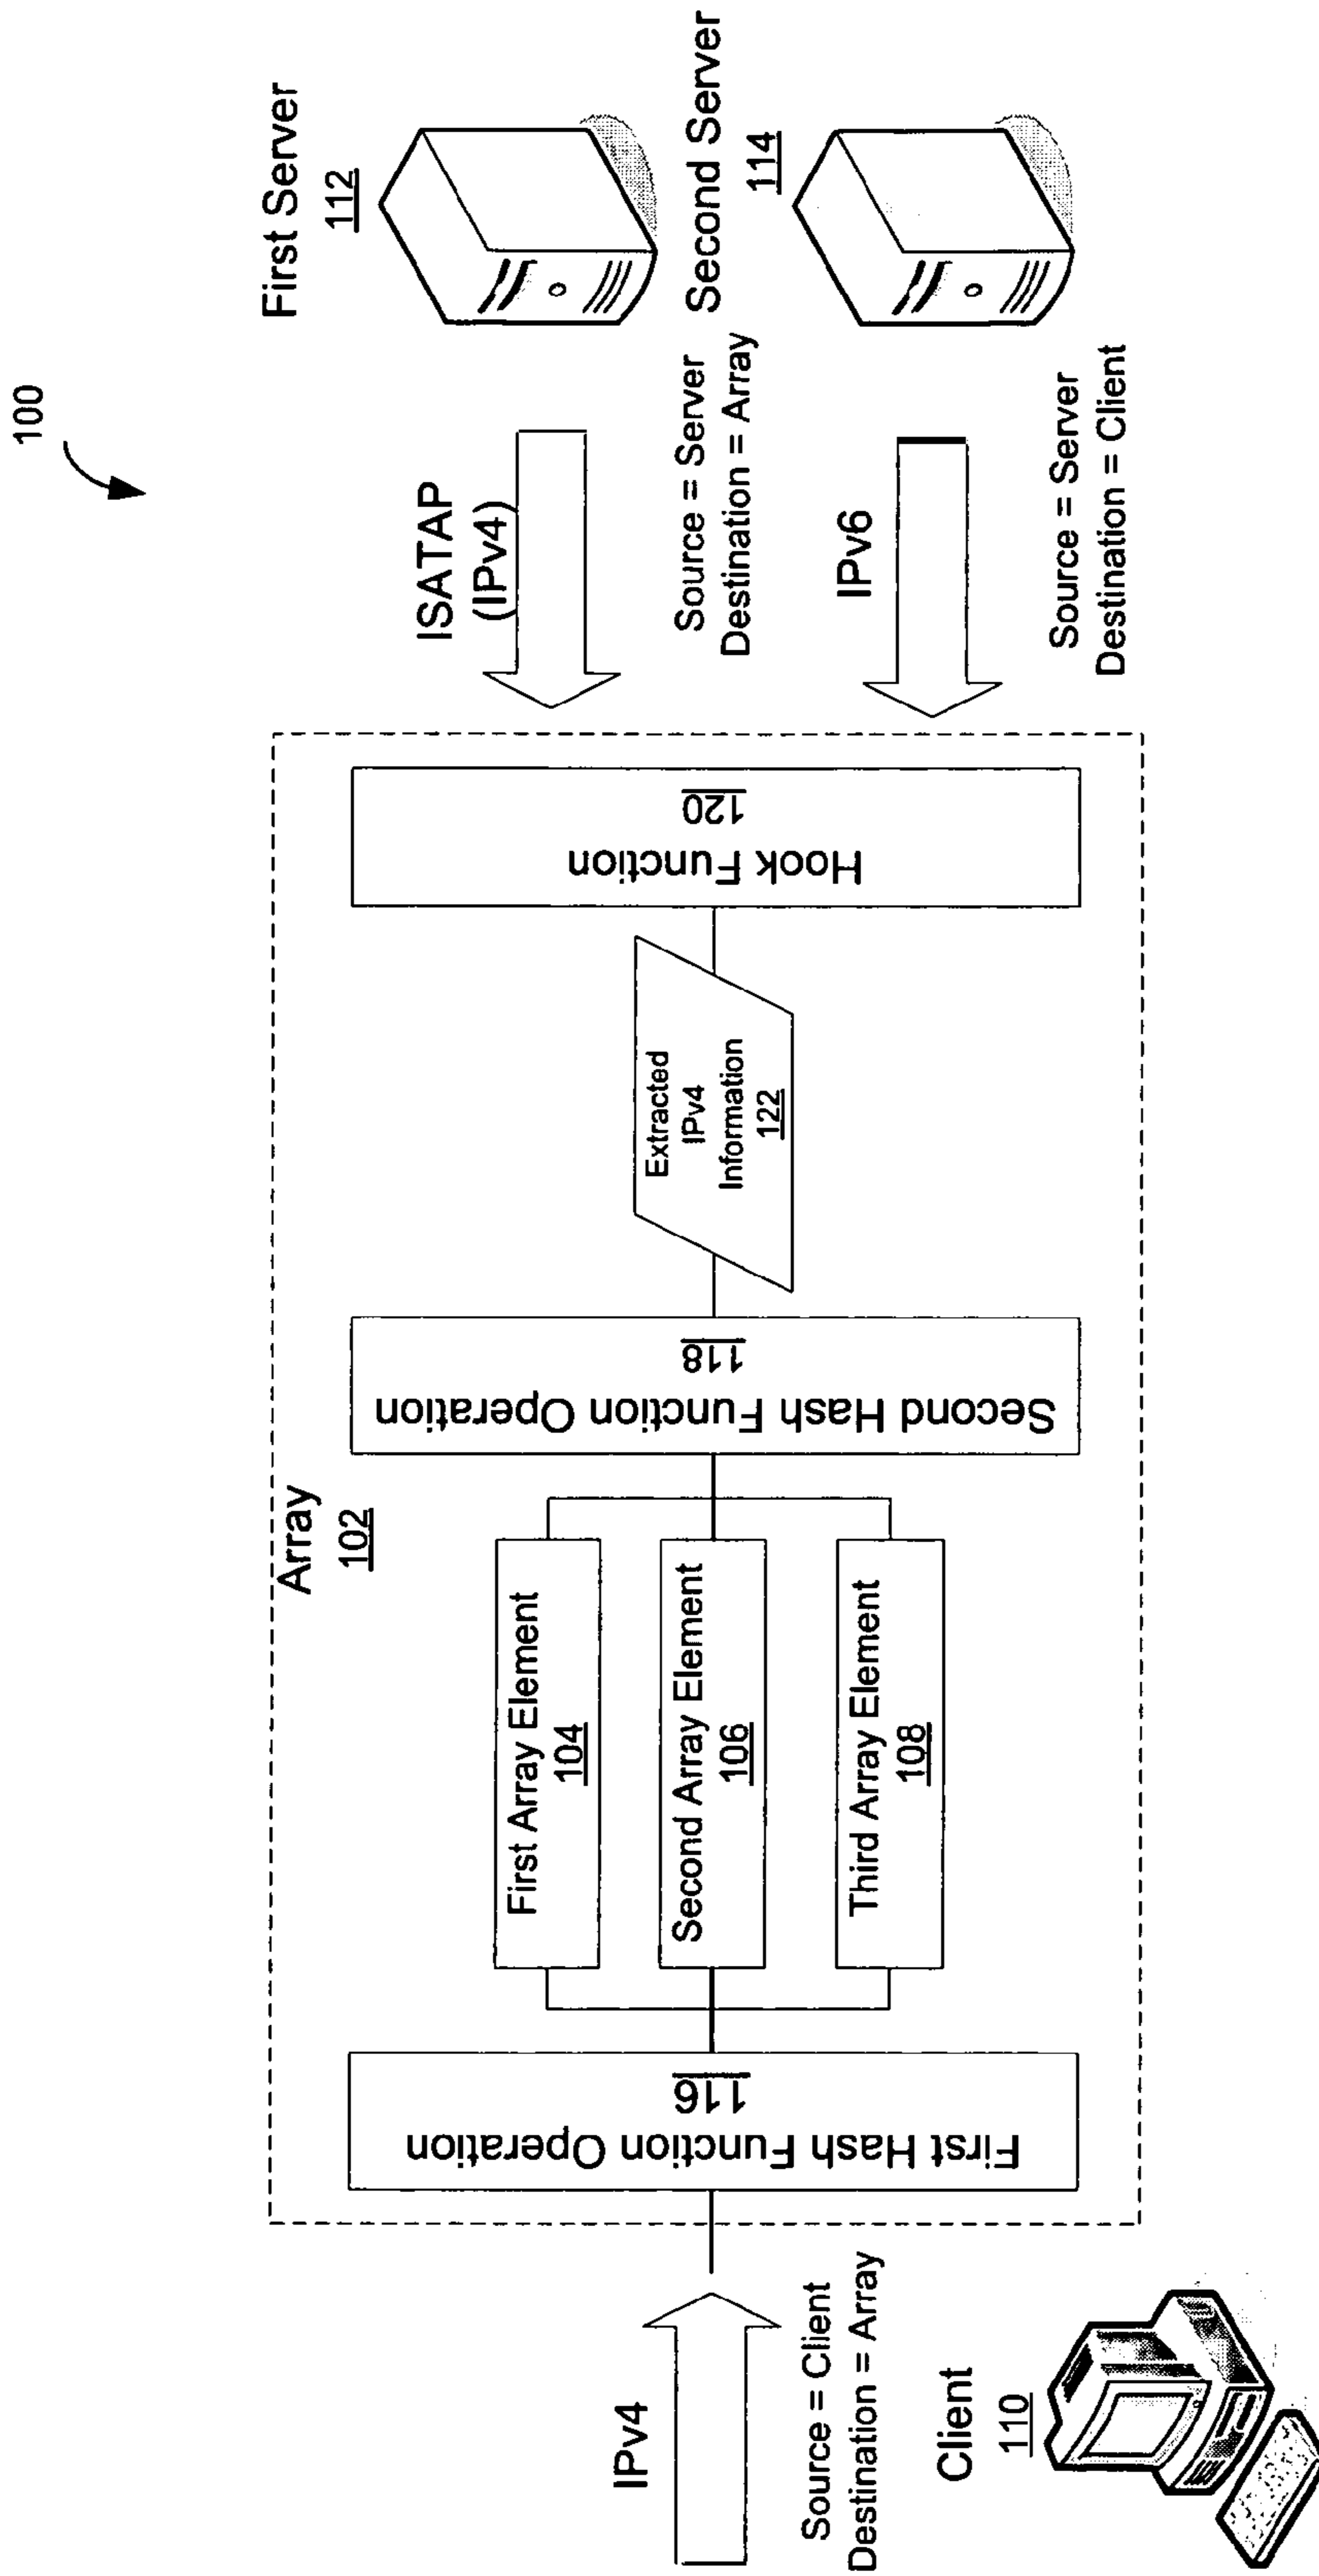 100
Array
102
First Server
112
Second Server
114
ISATAP
(IPv4)
Source = Server
Destination = Array
IPv6
Source = Server
Destination = Client
Hook Function
120
Extracted
IPv4
Information
122
Second Hash Function Operation
118
First Array Element
104
Second Array Element
106
Third Array Element
108
First Hash Function Operation
116
IPv4
Source = Client
Destination = Array
Client
110